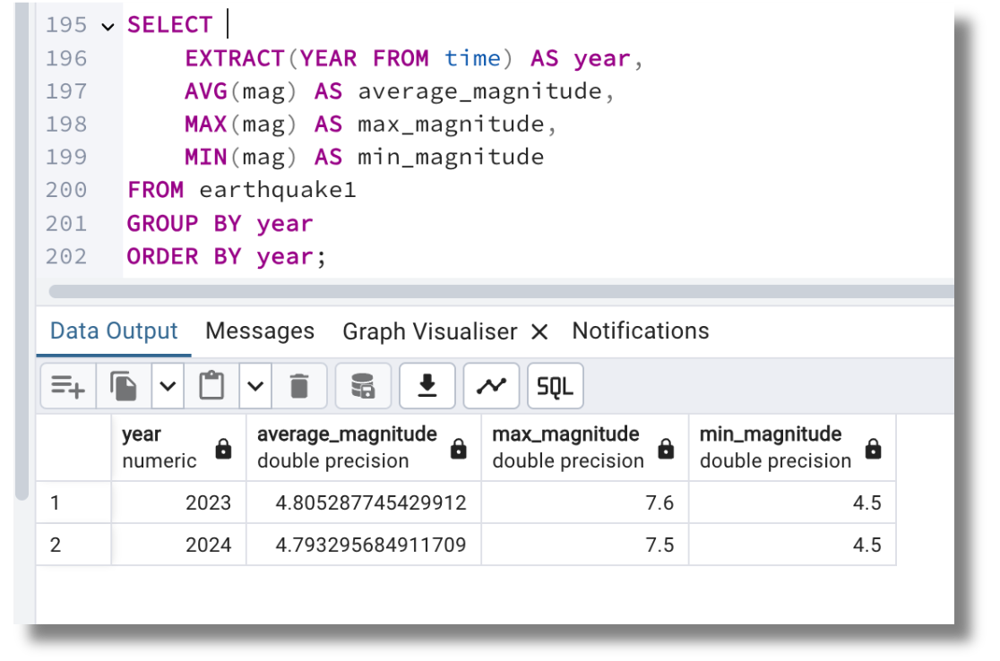 195 SELECT
196 EXTRACT(YEAR FROM time) AS year,
197 AVG(mag) AS average_magnitude,
198 MAX(mag) AS max_magnitude,
199 MIN(mag) AS min_magnitude
200 FROM earthquake1
201 GROUP BY year
202 ORDER BY year;
Data Output Messages Graph Visualiser × Notifications
SQL
year average_magnitude max_magnitude min_magnitude
numeric double precision double precision double precision
1 2023 4.805287745429912 7.6 4.5
2 2024 4.793295684911709 7.5 4.5